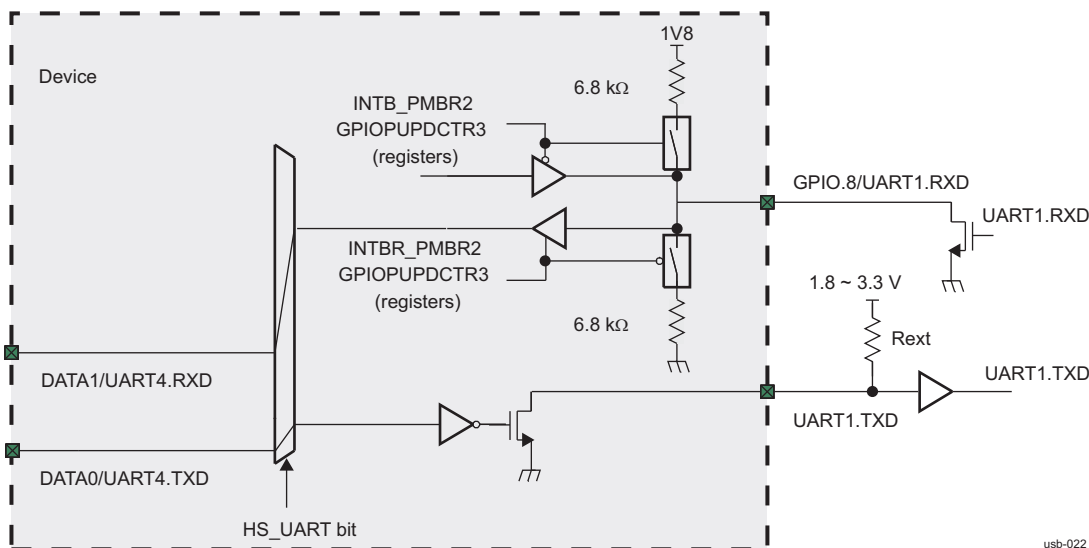 1V8
Device
6.8 kΩ
INTB_PMBR2
GPIOPUPDCTR3
(registers)
GPIO.8/UART1.RXD
UART1.RXD
INTBR_PMBR2
GPIOPUPDCTR3
(registers)
1.8 ~ 3.3 V
6.8 kΩ
Rext
DATA1/UART4.RXD
UART1.TXD
UART1.TXD
DATA0/UART4.TXD
HS_UART bit
usb-022